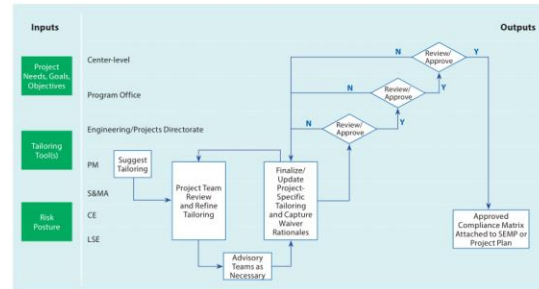 Inputs
Outputs
Project
Needs, Goals,
Objectives
Tailoring
Tool(s)
Risk
Posture
Center-level
Program Office
Engineering/Projects Directorate
PM
S&MA
CE
LSE
Suggest
Tailoring
Project Team
Review
and Refine
Tailoring
Advisory
Teams as
Necessary
Finalize/
Update
Project-
Specific
Tailoring
and Capture
Waiver
Rationales
Review/
Approve
N
Y
Review/
Approve
N
Y
Review/
Approve
N
Y
Approved
Compliance Matrix
Attached to SEMP or
Project Plan